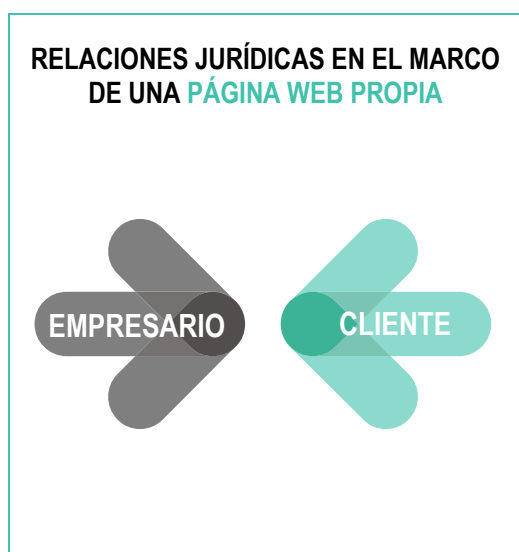 RELACIONES JURÍDICAS EN EL MARCO
DE UNA PÁGINA WEB PROPIA
EMPRESARIO
CLIENTE